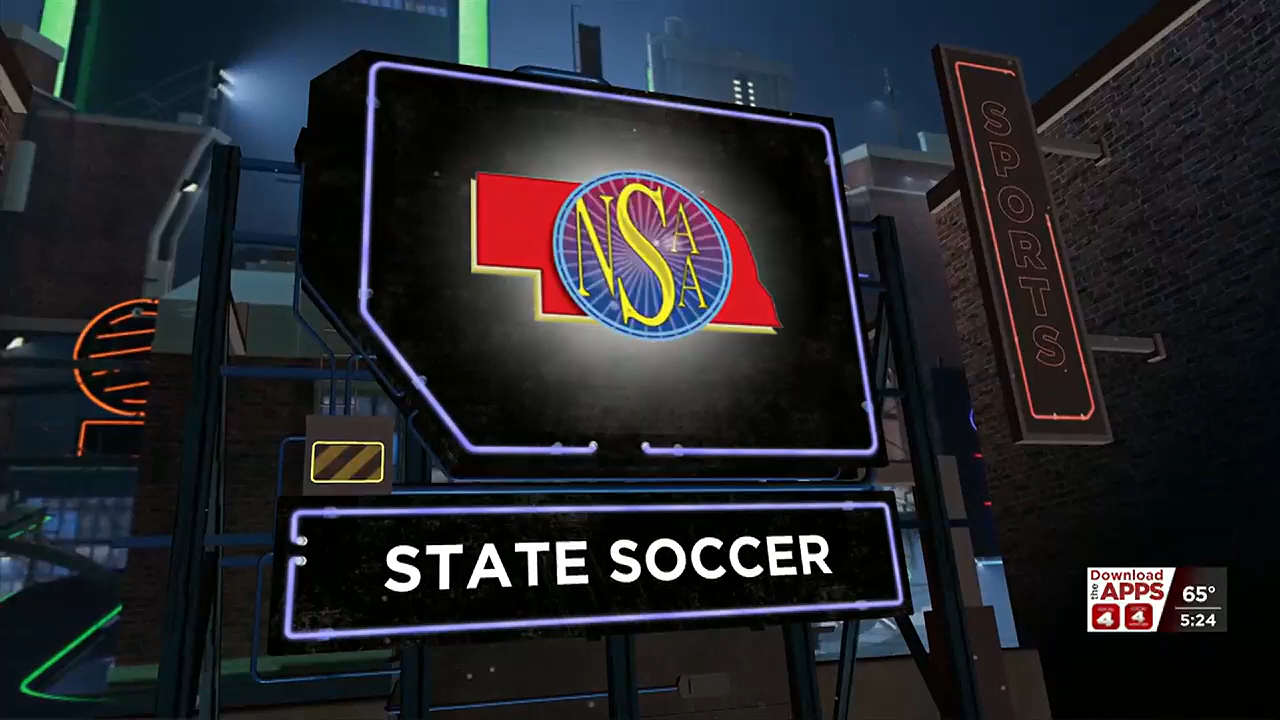 NSAA
SPORTS
STATE SOCCER
Download
the APPS
4 4
65°
5:24